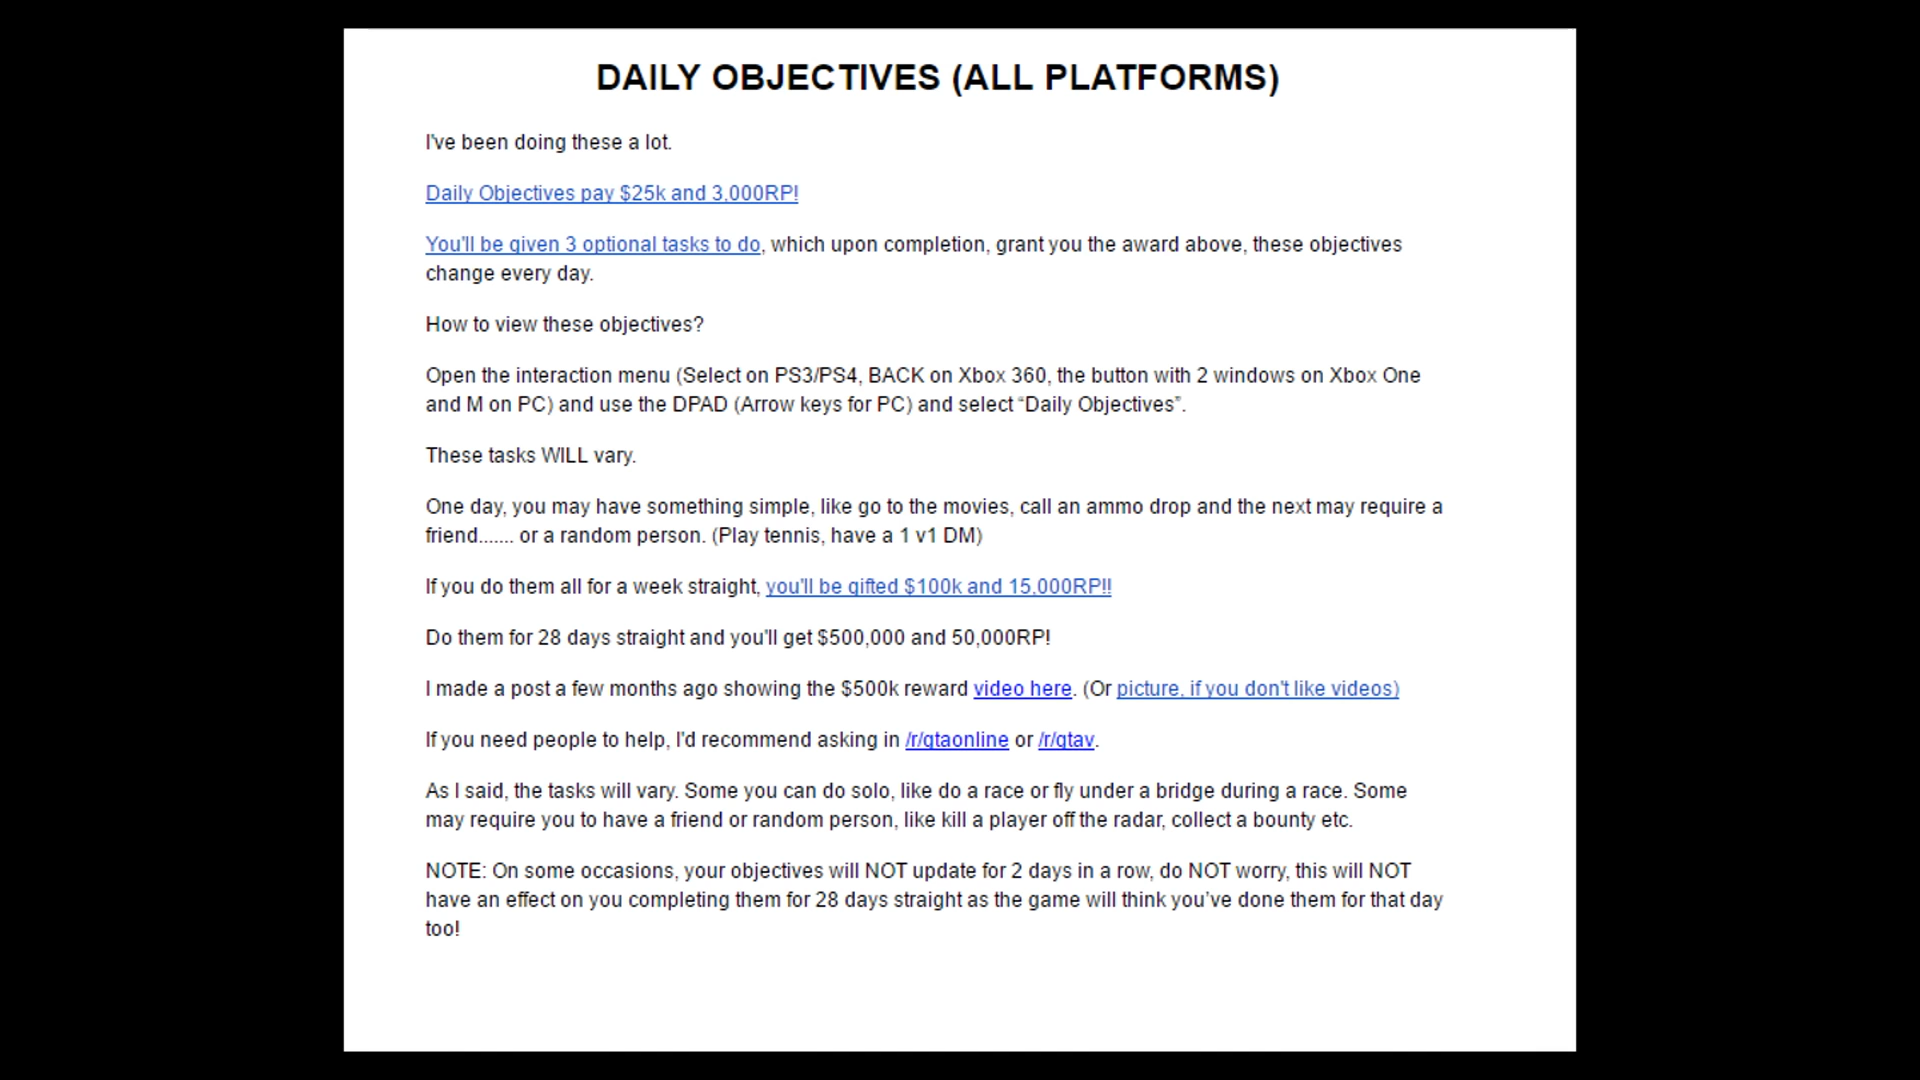 DAILY OBJECTIVES (ALL PLATFORMS)
I've been doing these a lot.
Daily Objectives pay $25k and 3,000RP!
You'll be given 3 optional tasks to do, which upon completion, grant you the award above, these objectives
change every day.
How to view these objectives?
Open the interaction menu (Select on PS3/PS4, BACK on Xbox 360, the button with 2 windows on Xbox One
and M on PC) and use the DPAD (Arrow keys for PC) and select “Daily Objectives”.
These tasks WILL vary.
One day, you may have something simple, like go to the movies, call an ammo drop and the next may require a
friend....... or a random person. (Play tennis, have a 1 v1 DM)
If you do them all for a week straight, you'll be gifted $100k and 15,000RP!!
Do them for 28 days straight and you'll get $500,000 and 50,000RP!
I made a post a few months ago showing the $500k reward video here. (Or picture, if you don't like videos)
If you need people to help, I'd recommend asking in /r/gtaonline or /r/gtav.
As I said, the tasks will vary. Some you can do solo, like do a race or fly under a bridge during a race. Some
may require you to have a friend or random person, like kill a player off the radar, collect a bounty etc.
NOTE: On some occasions, your objectives will NOT update for 2 days in a row, do NOT worry, this will NOT
have an effect on you completing them for 28 days straight as the game will think you've done them for that day
too!